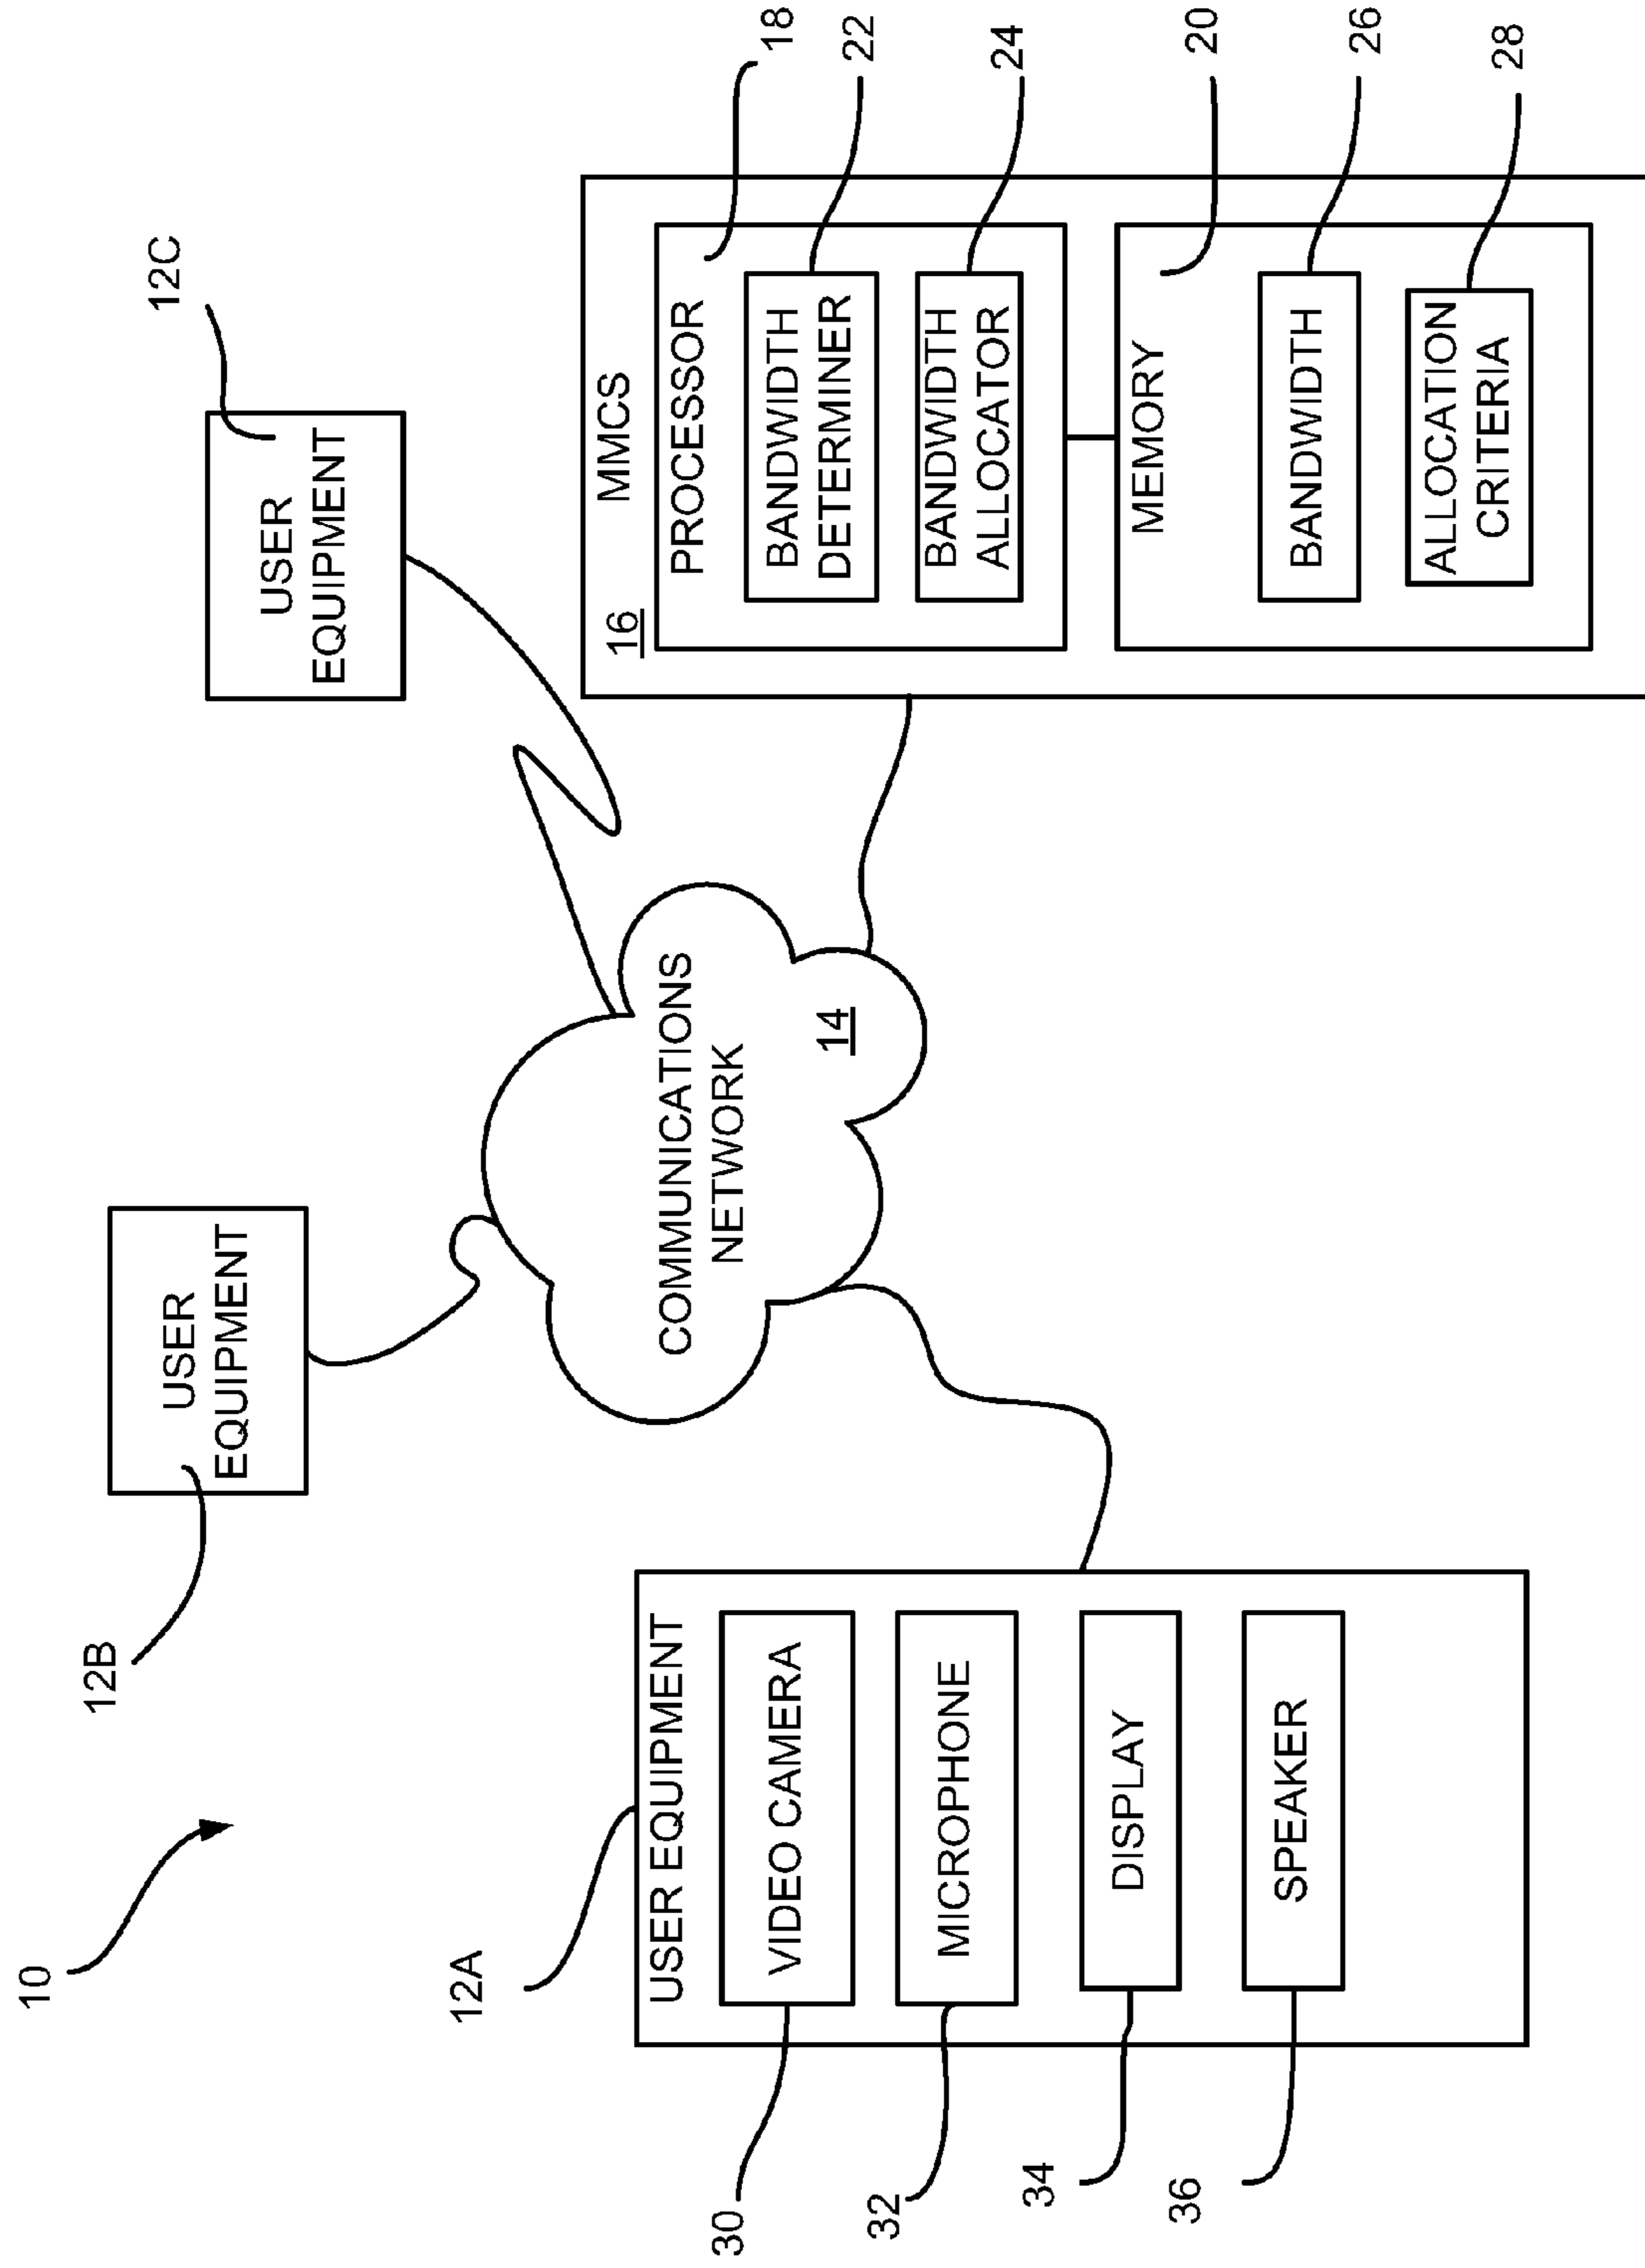 10
12B
USER
EQUIPMENT
12C
USER
EQUIPMENT
12A
USER EQUIPMENT
30
VIDEO CAMERA
32
MICROPHONE
34
DISPLAY
36
SPEAKER
COMMUNICATIONS
NETWORK
14
MMCS
16
PROCESSOR
18
BANDWIDTH
DETERMINER
22
BANDWIDTH
ALLOCATOR
24
MEMORY
20
BANDWIDTH
26
ALLOCATION
CRITERIA
28